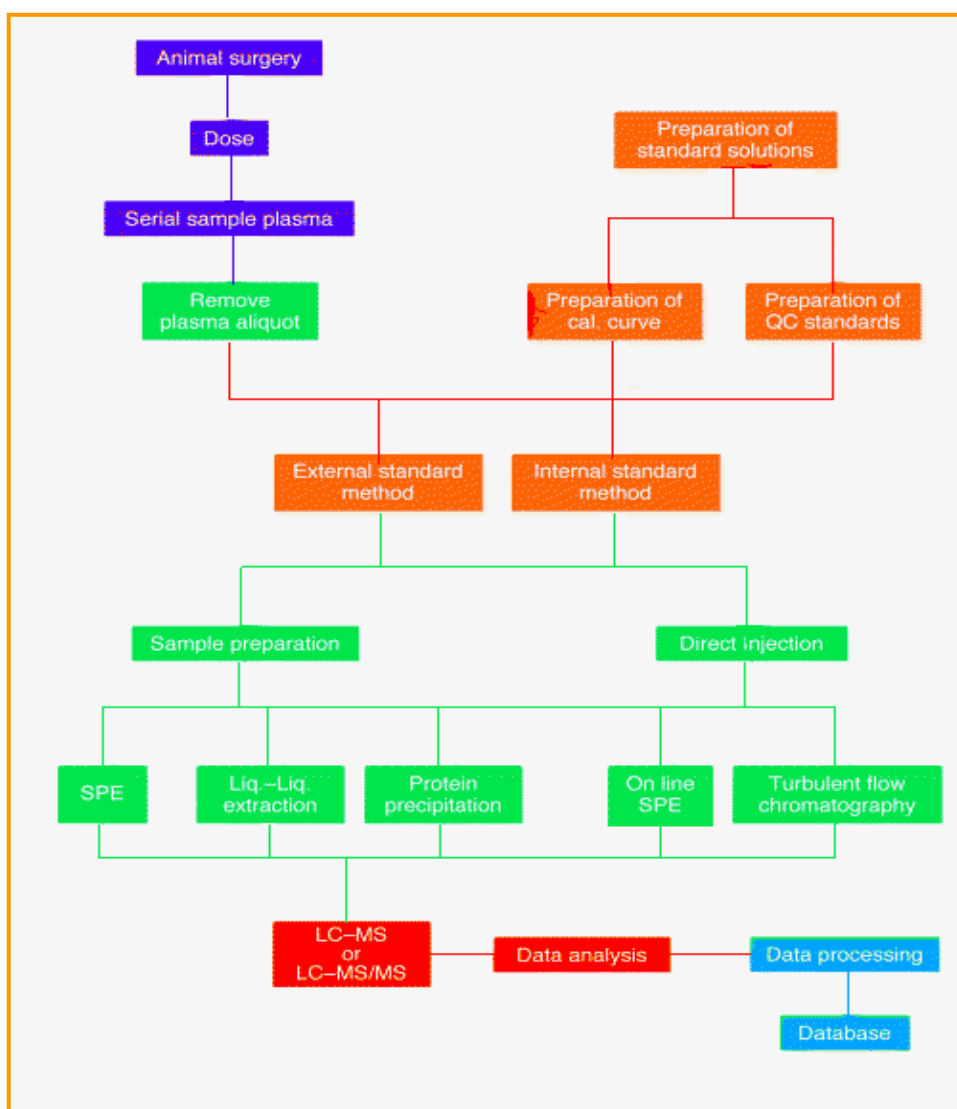 Animal surgery
Dose
Preparation of
standard solutions
Serial sample plasma
Remove
plasma aliquot
Preparation of
cal. curve
Preparation of
QC standards
External standard
method
Internal standard
method
Sample preparation
Direct injection
SPE
Liq.–Liq.
extraction
Protein
precipitation
On line
SPE
Turbulent flow
chromatography
LC–MS
or
LC–MS/MS
Data analysis
Data processing
Database